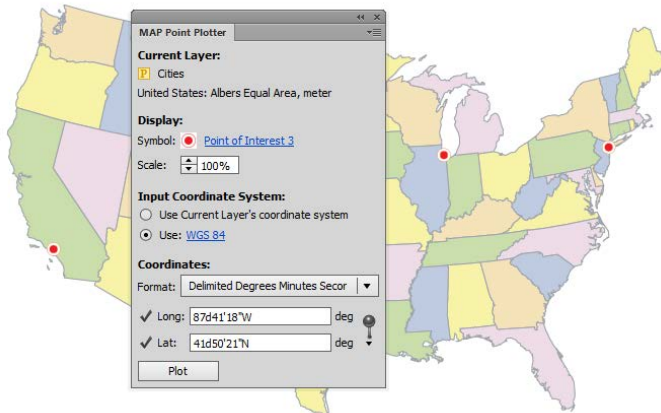 MAP Point Plotter
Current Layer:
P Cities
United States: Albers Equal Area, meter
Display:
Symbol: Point of Interest 3
Scale: 100%
Input Coordinate System:
Use Current Layer's coordinate system
Use: WGS 84
Coordinates:
Format: Delimited Degrees Minutes Secor
Long: 87d41'18"W deg
Lat: 41d50'21"N deg
Plot